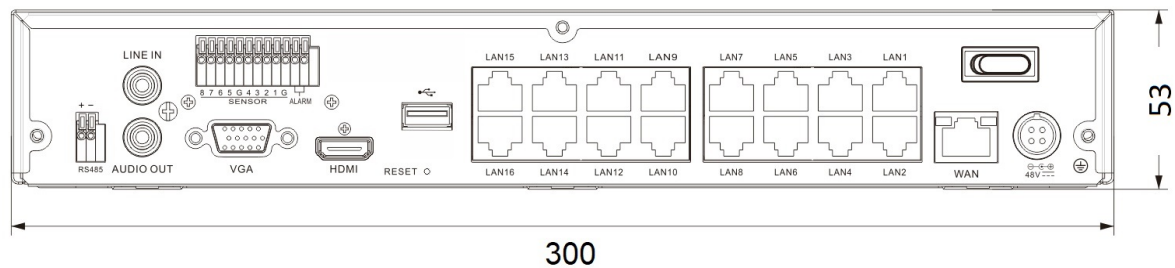 LINE IN
8 7 6 5 G 4 3 2 1 G
SENSOR
ALARM
+ −
RS485
AUDIO OUT
VGA
HDMI
RESET
LAN15 LAN13 LAN11 LAN9
LAN16 LAN14 LAN12 LAN10
LAN7 LAN5 LAN3 LAN1
LAN8 LAN6 LAN4 LAN2
WAN
48V
53
300